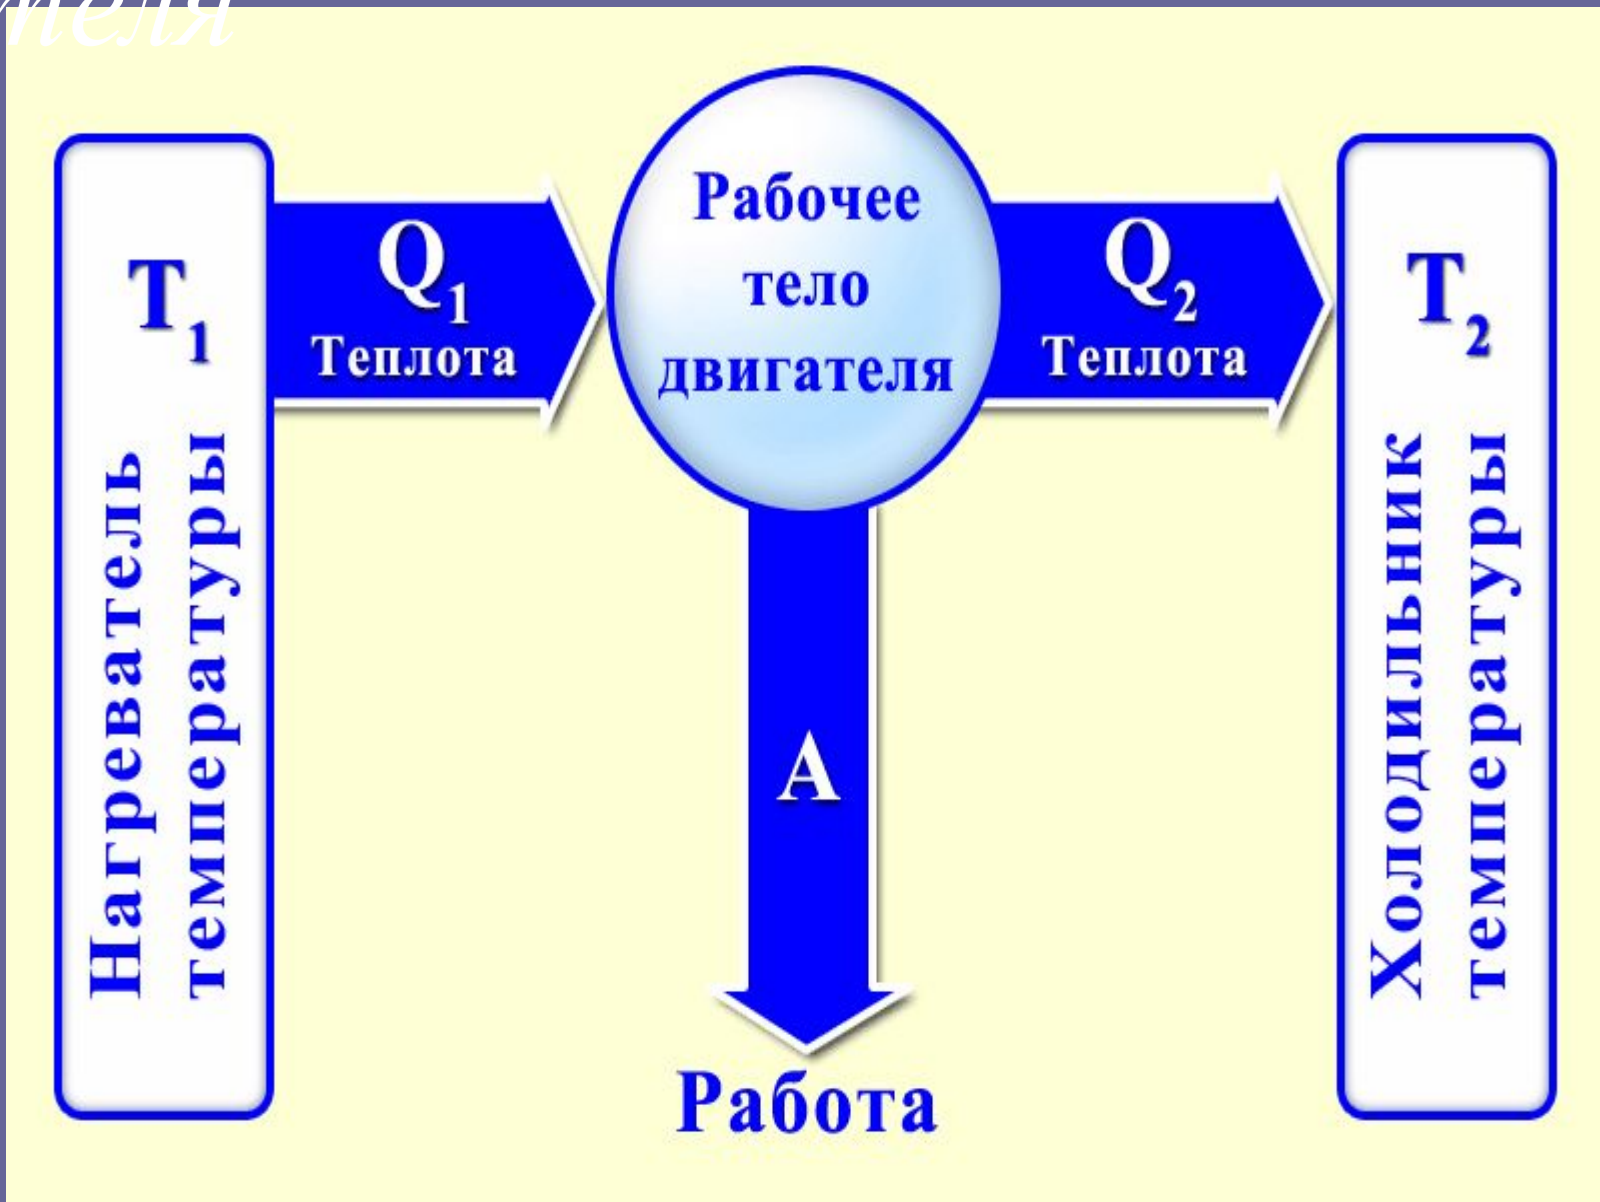 T1
Нагреватель
температуры
Q1
Теплота
Рабочее
тело
двигателя
Q2
Теплота
T2
Холодильник
температуры
A
Работа